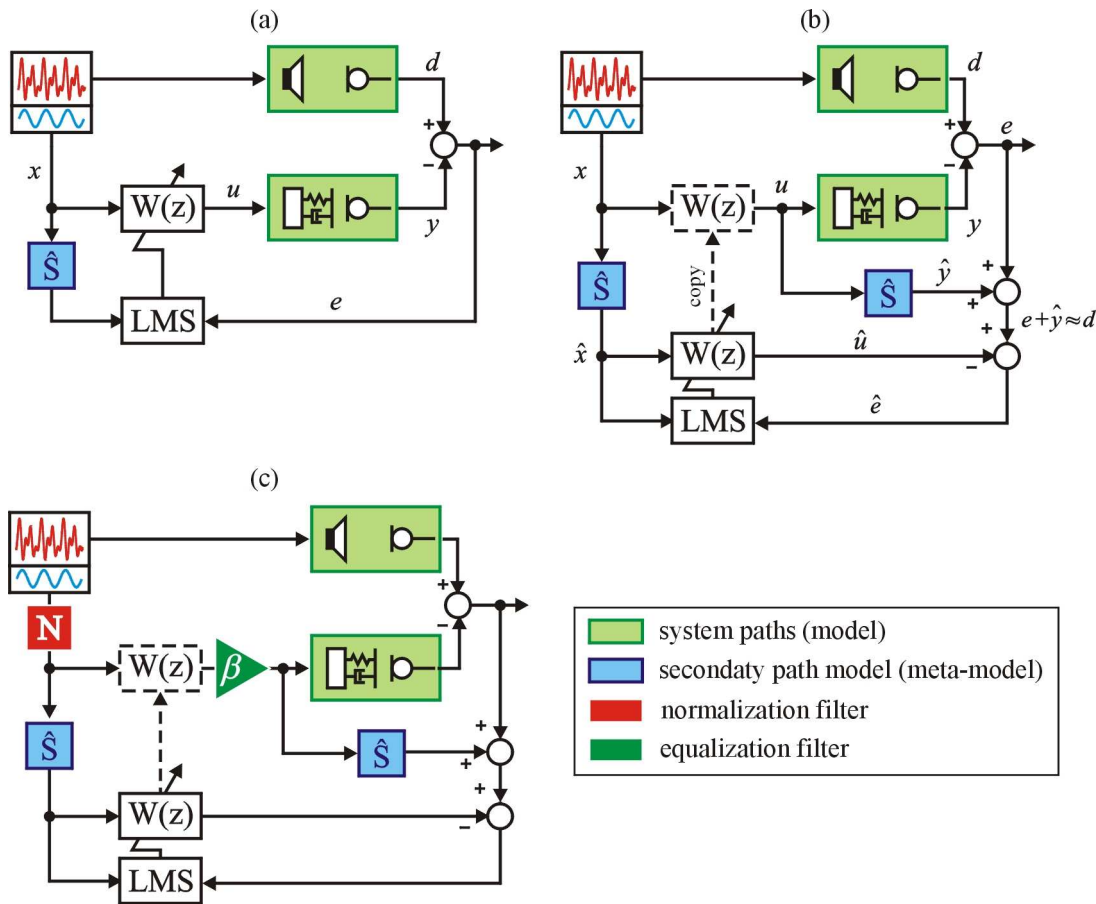 (a)
d
+
−
x
W(z)
u
y
Ŝ
LMS
e
(b)
d
e
+
−
x
W(z)
u
y
Ŝ
copy
Ŝ
ŷ
+
+
e+ŷ≈d
x̂
W(z)
û
+
−
LMS
ê
(c)
+
−
N
W(z)
β
Ŝ
Ŝ
+
+
W(z)
+
−
LMS
system paths (model)
secondaty path model (meta-model)
normalization filter
equalization filter